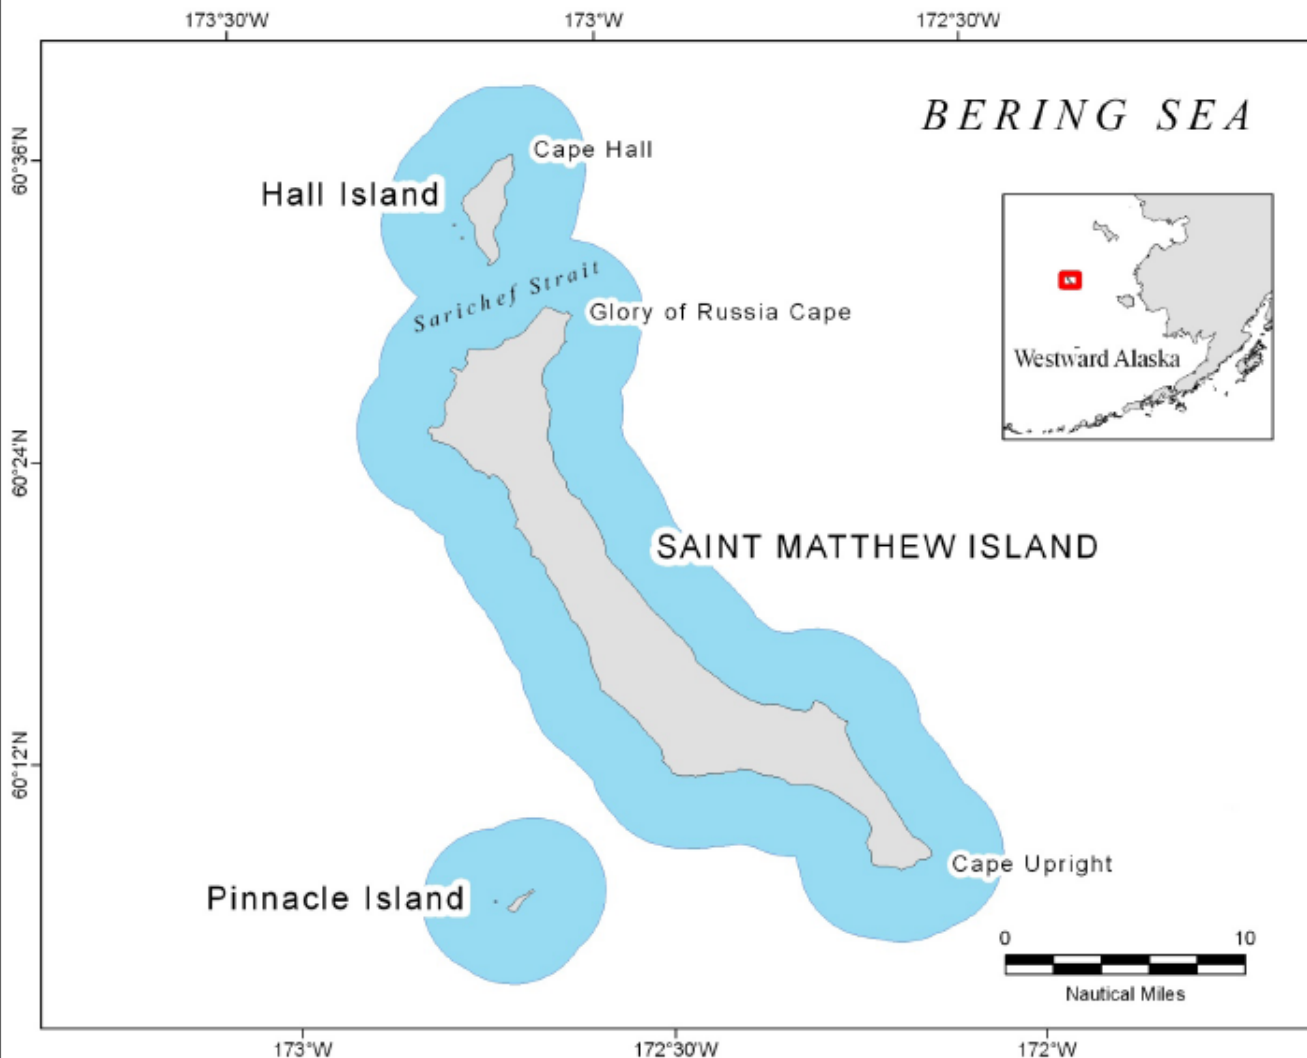 173°30'W 173°W 172°30'W
BERING SEA
60°36'N
Cape Hall
Hall Island
Sarichef Strait
Glory of Russia Cape
Westward Alaska
60°24'N
SAINT MATTHEW ISLAND
60°12'N
Cape Upright
Pinnacle Island
0 10
Nautical Miles
173°W 172°30'W 172°W